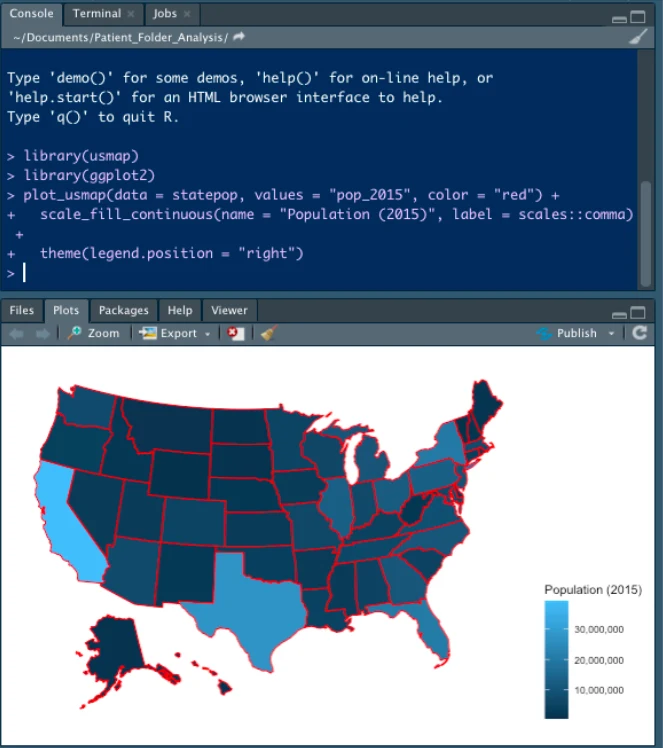 Console Terminal Jobs
~/Documents/Patient_Folder_Analysis/
Type 'demo()' for some demos, 'help()' for on-line help, or
'help.start()' for an HTML browser interface to help.
Type 'q()' to quit R.
> library(usmap)
> library(ggplot2)
> plot_usmap(data = statepop, values = "pop_2015", color = "red") +
+   scale_fill_continuous(name = "Population (2015)", label = scales::comma)
+
+   theme(legend.position = "right")
>
Files Plots Packages Help Viewer
Zoom Export Publish
Population (2015)
30,000,000
20,000,000
10,000,000